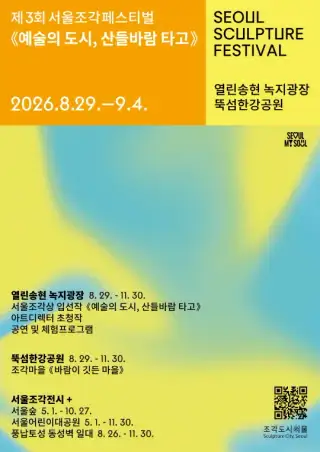 제3회 서울조각페스티벌
《예술의 도시, 산들바람 타고》
2026.8.29.–9.4.
SEOUL
SCULPTURE
FESTIVAL
열린송현 녹지광장
뚝섬한강공원
SEOUL
MY SOUL
열린송현 녹지광장 8. 29. - 11. 30.
서울조각상 입선작 《예술의 도시, 산들바람 타고》
아트디렉터 초청작
공연 및 체험프로그램
뚝섬한강공원 8. 29. - 11. 30.
조각마을 《바람이 깃든 마을》
서울조각전시 +
서울숲 5. 1. - 10. 27.
서울어린이대공원 5. 1. - 11. 30.
풍납토성 동성벽 일대 8. 26. - 11. 30.
조각도시서울
Sculpture City, Seoul